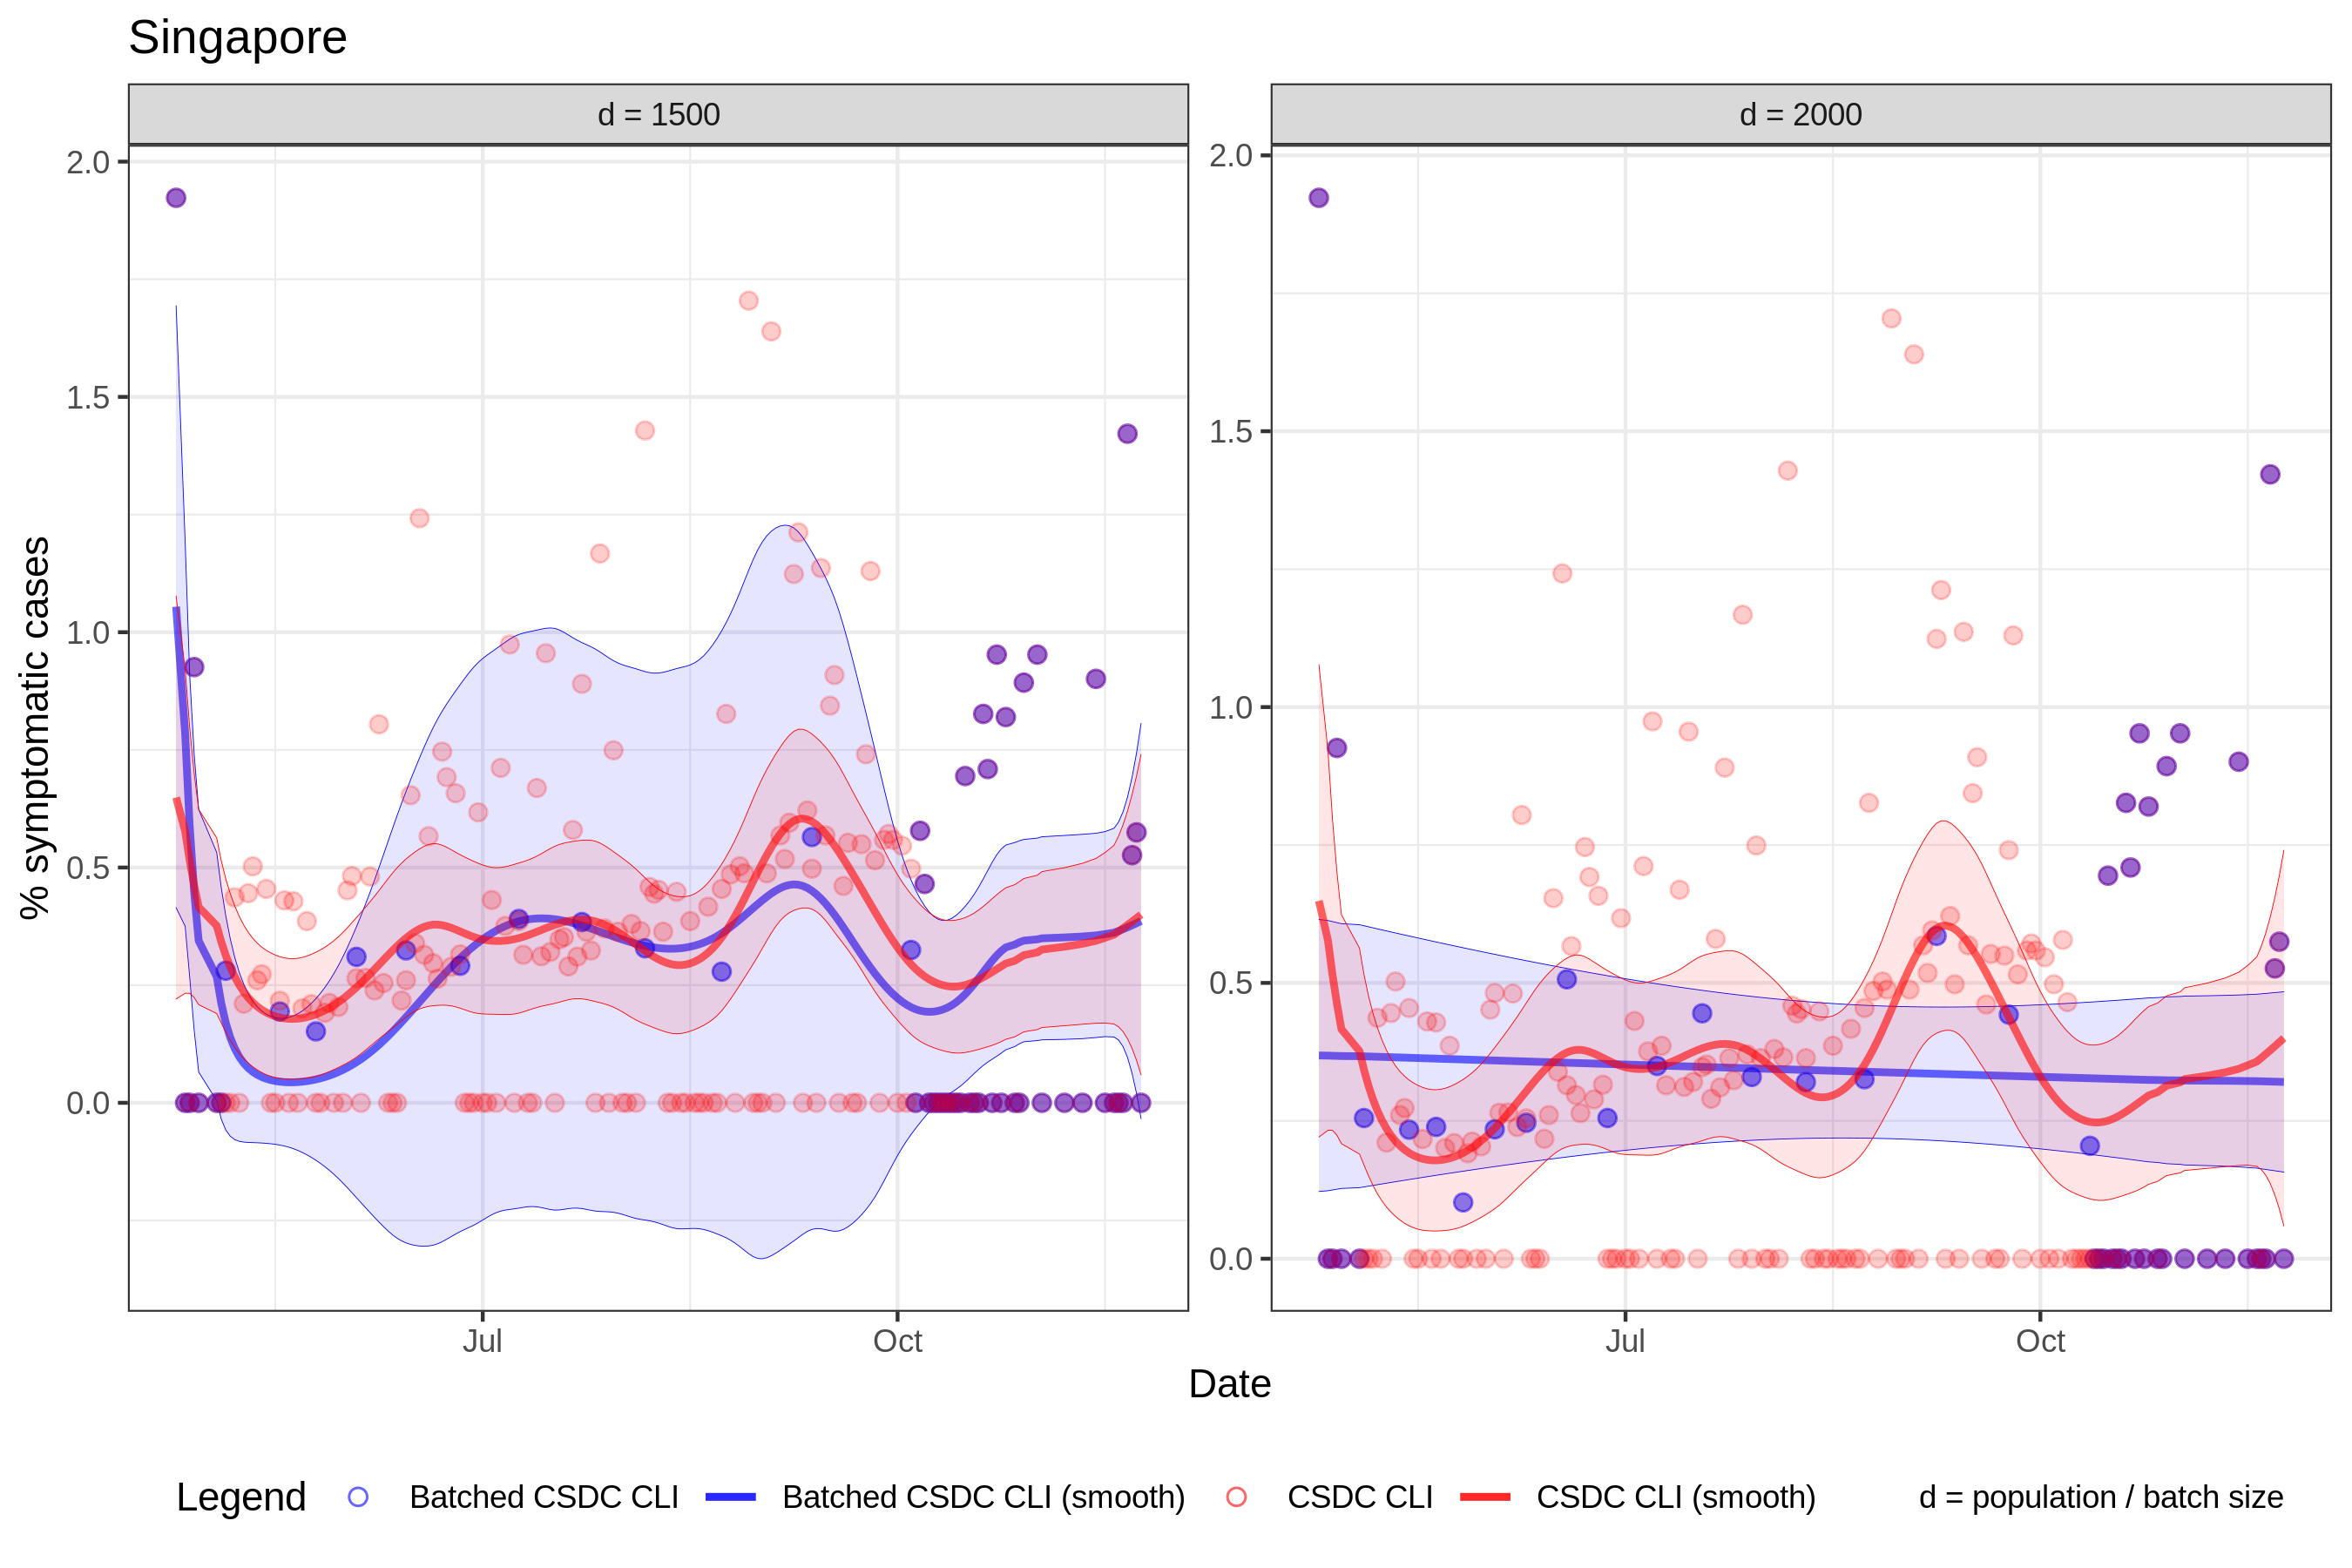 Singapore
d = 1500
d = 2000
% symptomatic cases
2.0
1.5
1.0
0.5
0.0
2.0
1.5
1.0
0.5
0.0
Jul
Oct
Jul
Oct
Date
Legend Batched CSDC CLI Batched CSDC CLI (smooth) CSDC CLI CSDC CLI (smooth) d = population / batch size